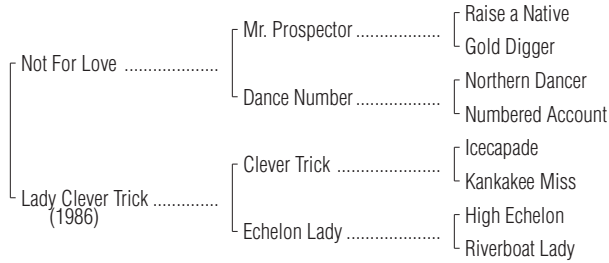 Raise a Native
Mr. Prospector ..................
Gold Digger
Not For Love ....................
Northern Dancer
Dance Number ..................
Numbered Account
Icecapade
Clever Trick ......................
Kankakee Miss
Lady Clever Trick ..............
(1986)
High Echelon
Echelon Lady ....................
Riverboat Lady